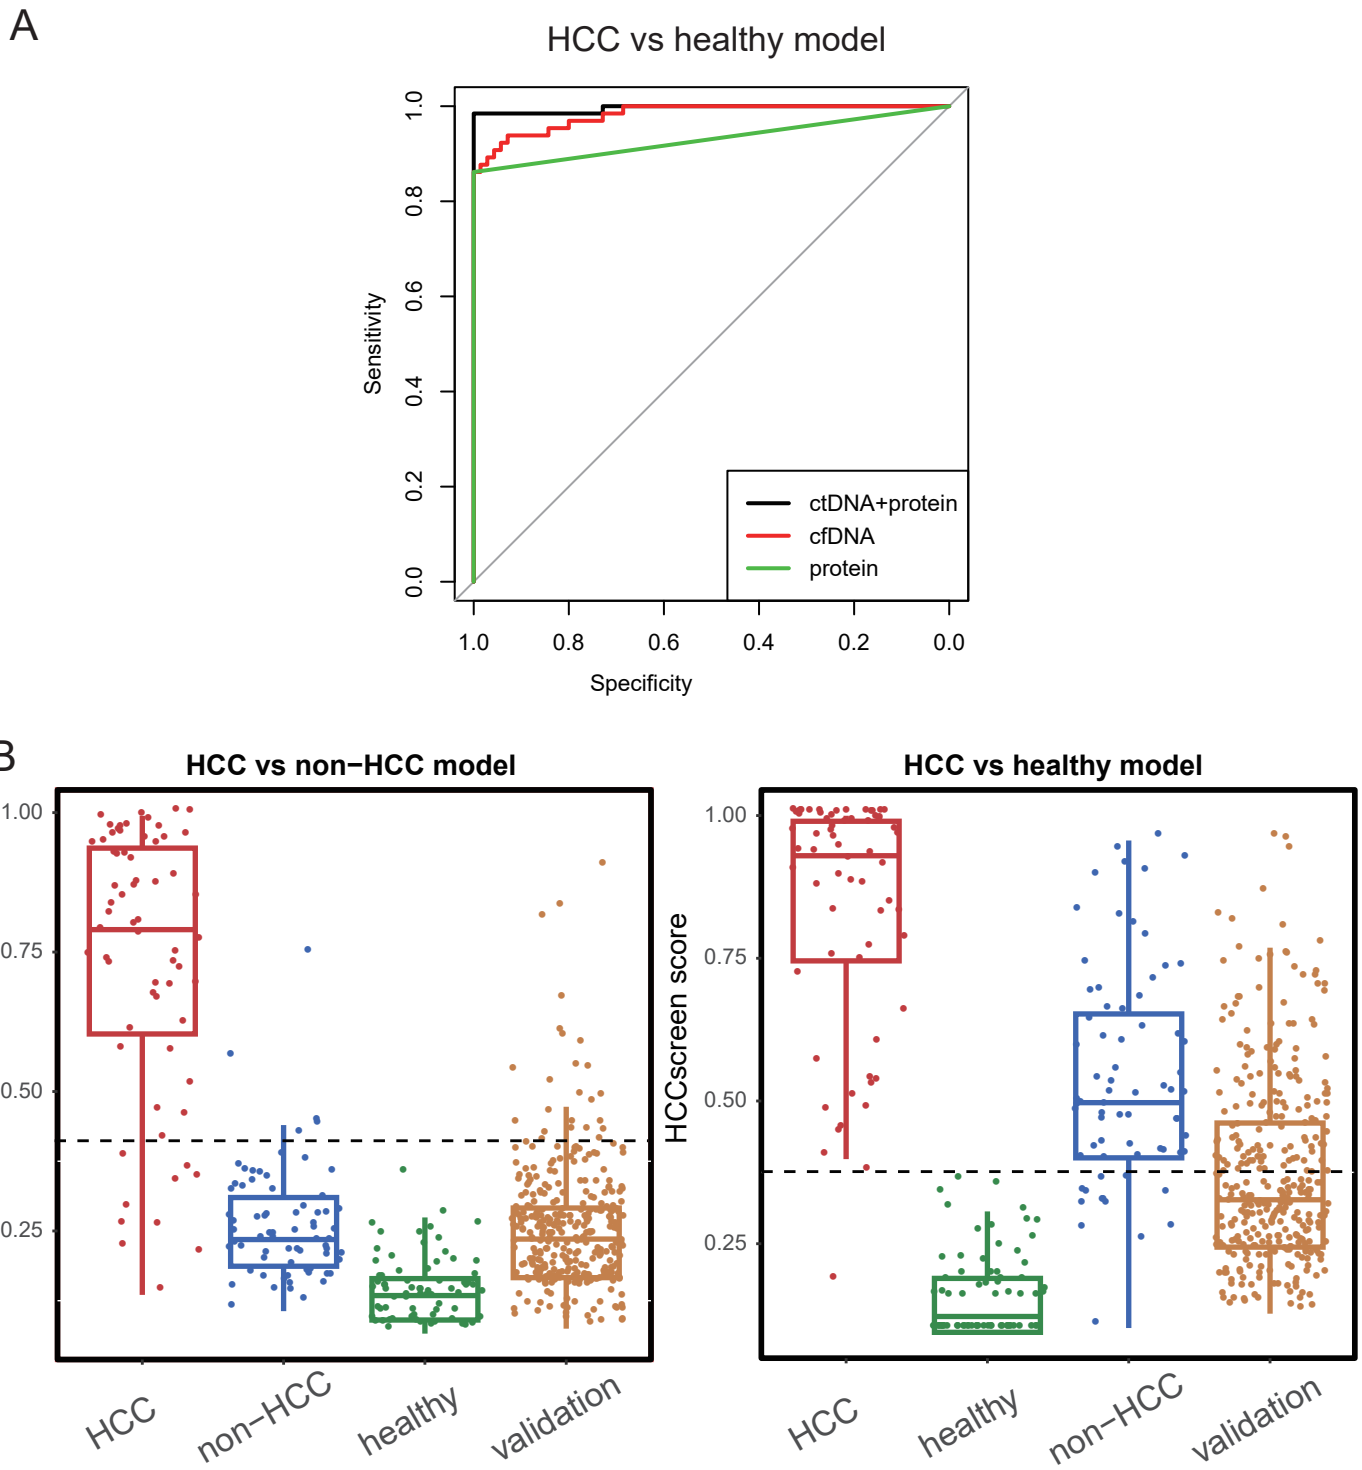 A
HCC vs healthy model
1.0
0.8
0.6
0.4
0.2
0.0
Sensitivity
ctDNA+protein
cfDNA
protein
1.0 0.8 0.6 0.4 0.2 0.0
Specificity
B
HCC vs non−HCC model
1.00
0.75
0.50
0.25
HCC
non−HCC
healthy
validation
HCC vs healthy model
HCCscreen score
1.00
0.75
0.50
0.25
HCC
healthy
non−HCC
validation